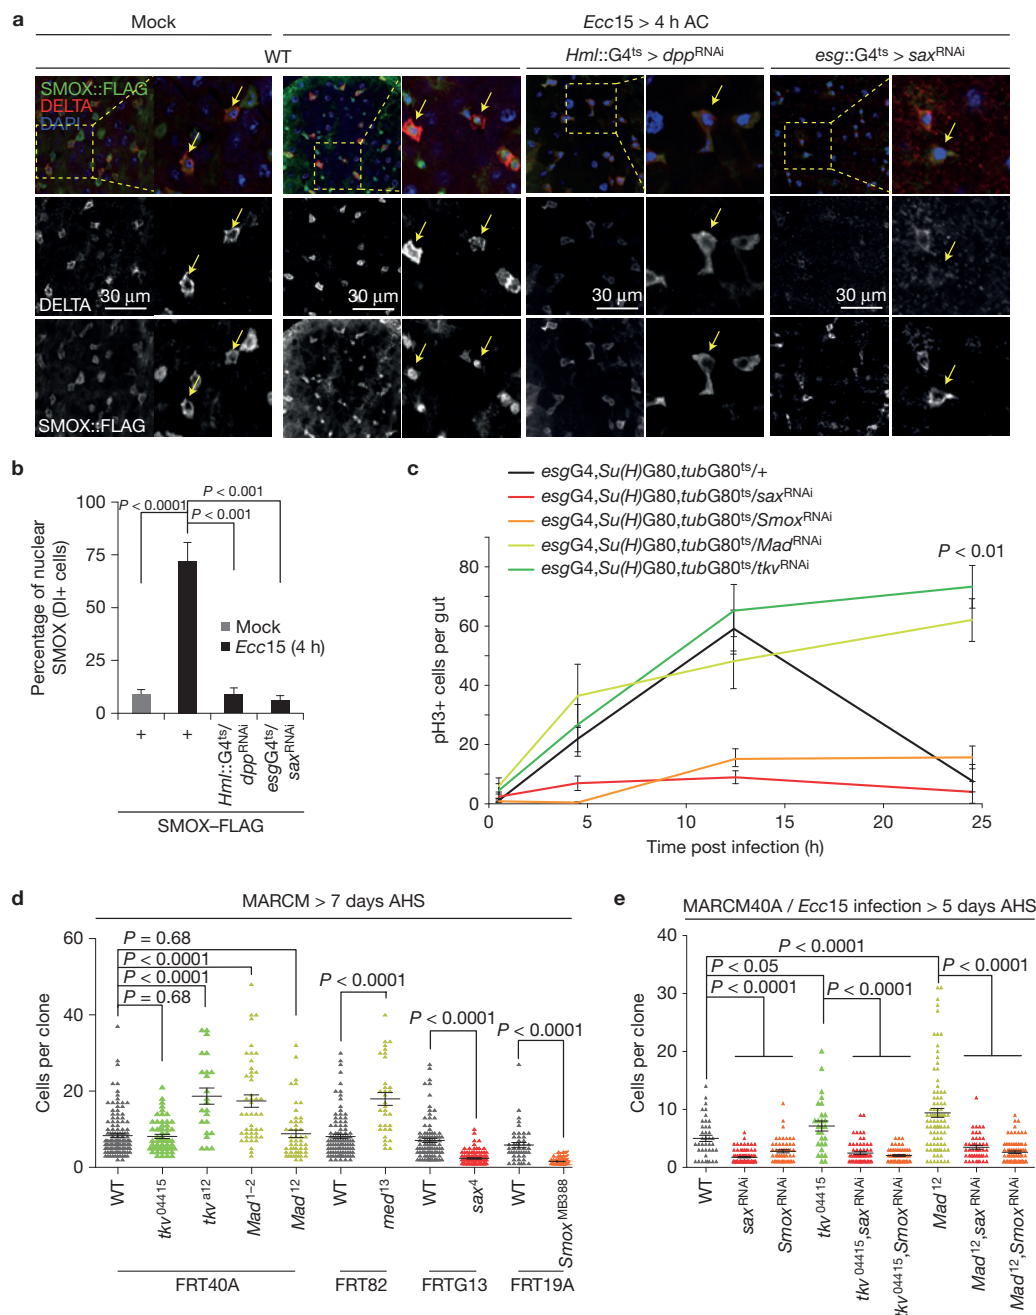 a
Mock
Ecc15 > 4 h AC
WT
Hml::G4ts > dppRNAi
esg::G4ts > saxRNAi
SMOX::FLAG
DELTA
DAPI
DELTA
30 μm
30 μm
30 μm
30 μm
SMOX::FLAG
b
Percentage of nuclear
SMOX (Dl+ cells)
100
75
50
25
0
P < 0.0001
P < 0.001
P < 0.001
Mock
Ecc15 (4 h)
+
+
Hml::G4ts/
dppRNAi
esgG4ts/
saxRNAi
SMOX–FLAG
c
esgG4,Su(H)G80,tubG80ts/+
esgG4,Su(H)G80,tubG80ts/saxRNAi
esgG4,Su(H)G80,tubG80ts/SmoxRNAi
esgG4,Su(H)G80,tubG80ts/MadRNAi
esgG4,Su(H)G80,tubG80ts/tkvRNAi
P < 0.01
pH3+ cells per gut
80
60
40
20
0
0
5
10
15
20
25
Time post infection (h)
d
MARCM > 7 days AHS
Cells per clone
60
40
20
0
P = 0.68
P < 0.0001
P < 0.0001
P = 0.68
P < 0.0001
P < 0.0001
P < 0.0001
WT
tkv04415
tkva12
Mad1–2
Mad12
WT
med13
WT
sax4
WT
SmoxMB388
FRT40A
FRT82
FRTG13
FRT19A
e
MARCM40A / Ecc15 infection > 5 days AHS
Cells per clone
40
30
20
10
0
P < 0.0001
P < 0.05
P < 0.0001
P < 0.0001
P < 0.0001
WT
saxRNAi
SmoxRNAi
tkv04415
tkv04415,saxRNAi
tkv04415,SmoxRNAi
Mad12
Mad12,saxRNAi
Mad12,SmoxRNAi